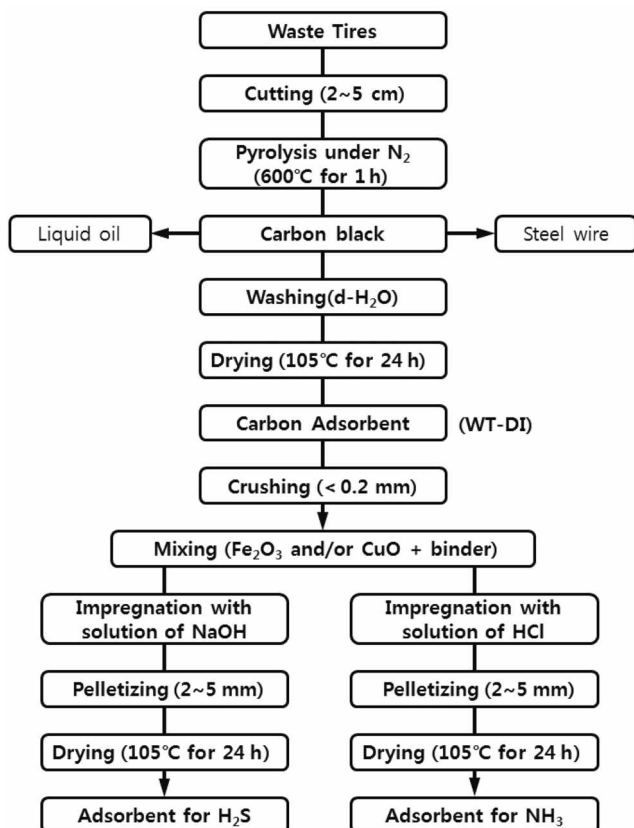 Waste Tires
Cutting (2~5 cm)
Pyrolysis under N₂
(600℃ for 1 h)
Liquid oil
Carbon black
Steel wire
Washing(d-H₂O)
Drying (105℃ for 24 h)
Carbon Adsorbent
(WT-DI)
Crushing (< 0.2 mm)
Mixing (Fe₂O₃ and/or CuO + binder)
Impregnation with
solution of NaOH
Impregnation with
solution of HCl
Pelletizing (2~5 mm)
Pelletizing (2~5 mm)
Drying (105℃ for 24 h)
Drying (105℃ for 24 h)
Adsorbent for H₂S
Adsorbent for NH₃